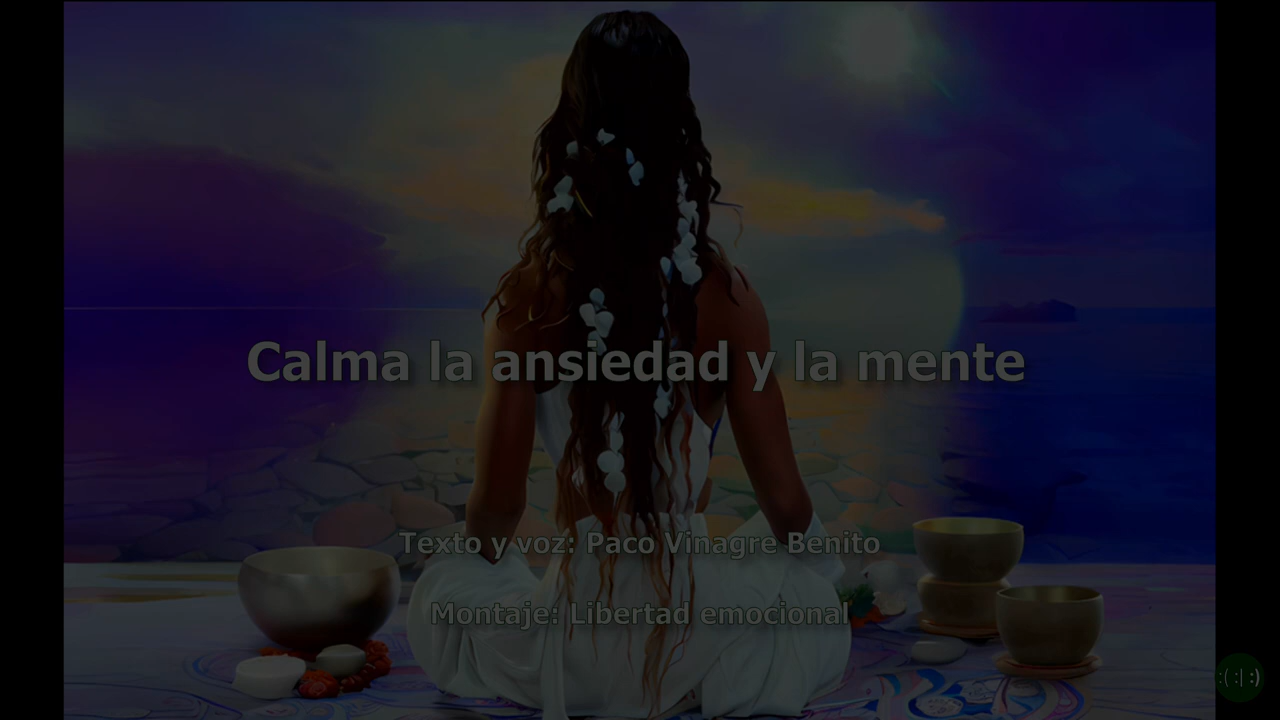 Calma la ansiedad y la mente
Texto y voz: Paco Vinagre Benito
Montaje: Libertad emocional
:(:|:)